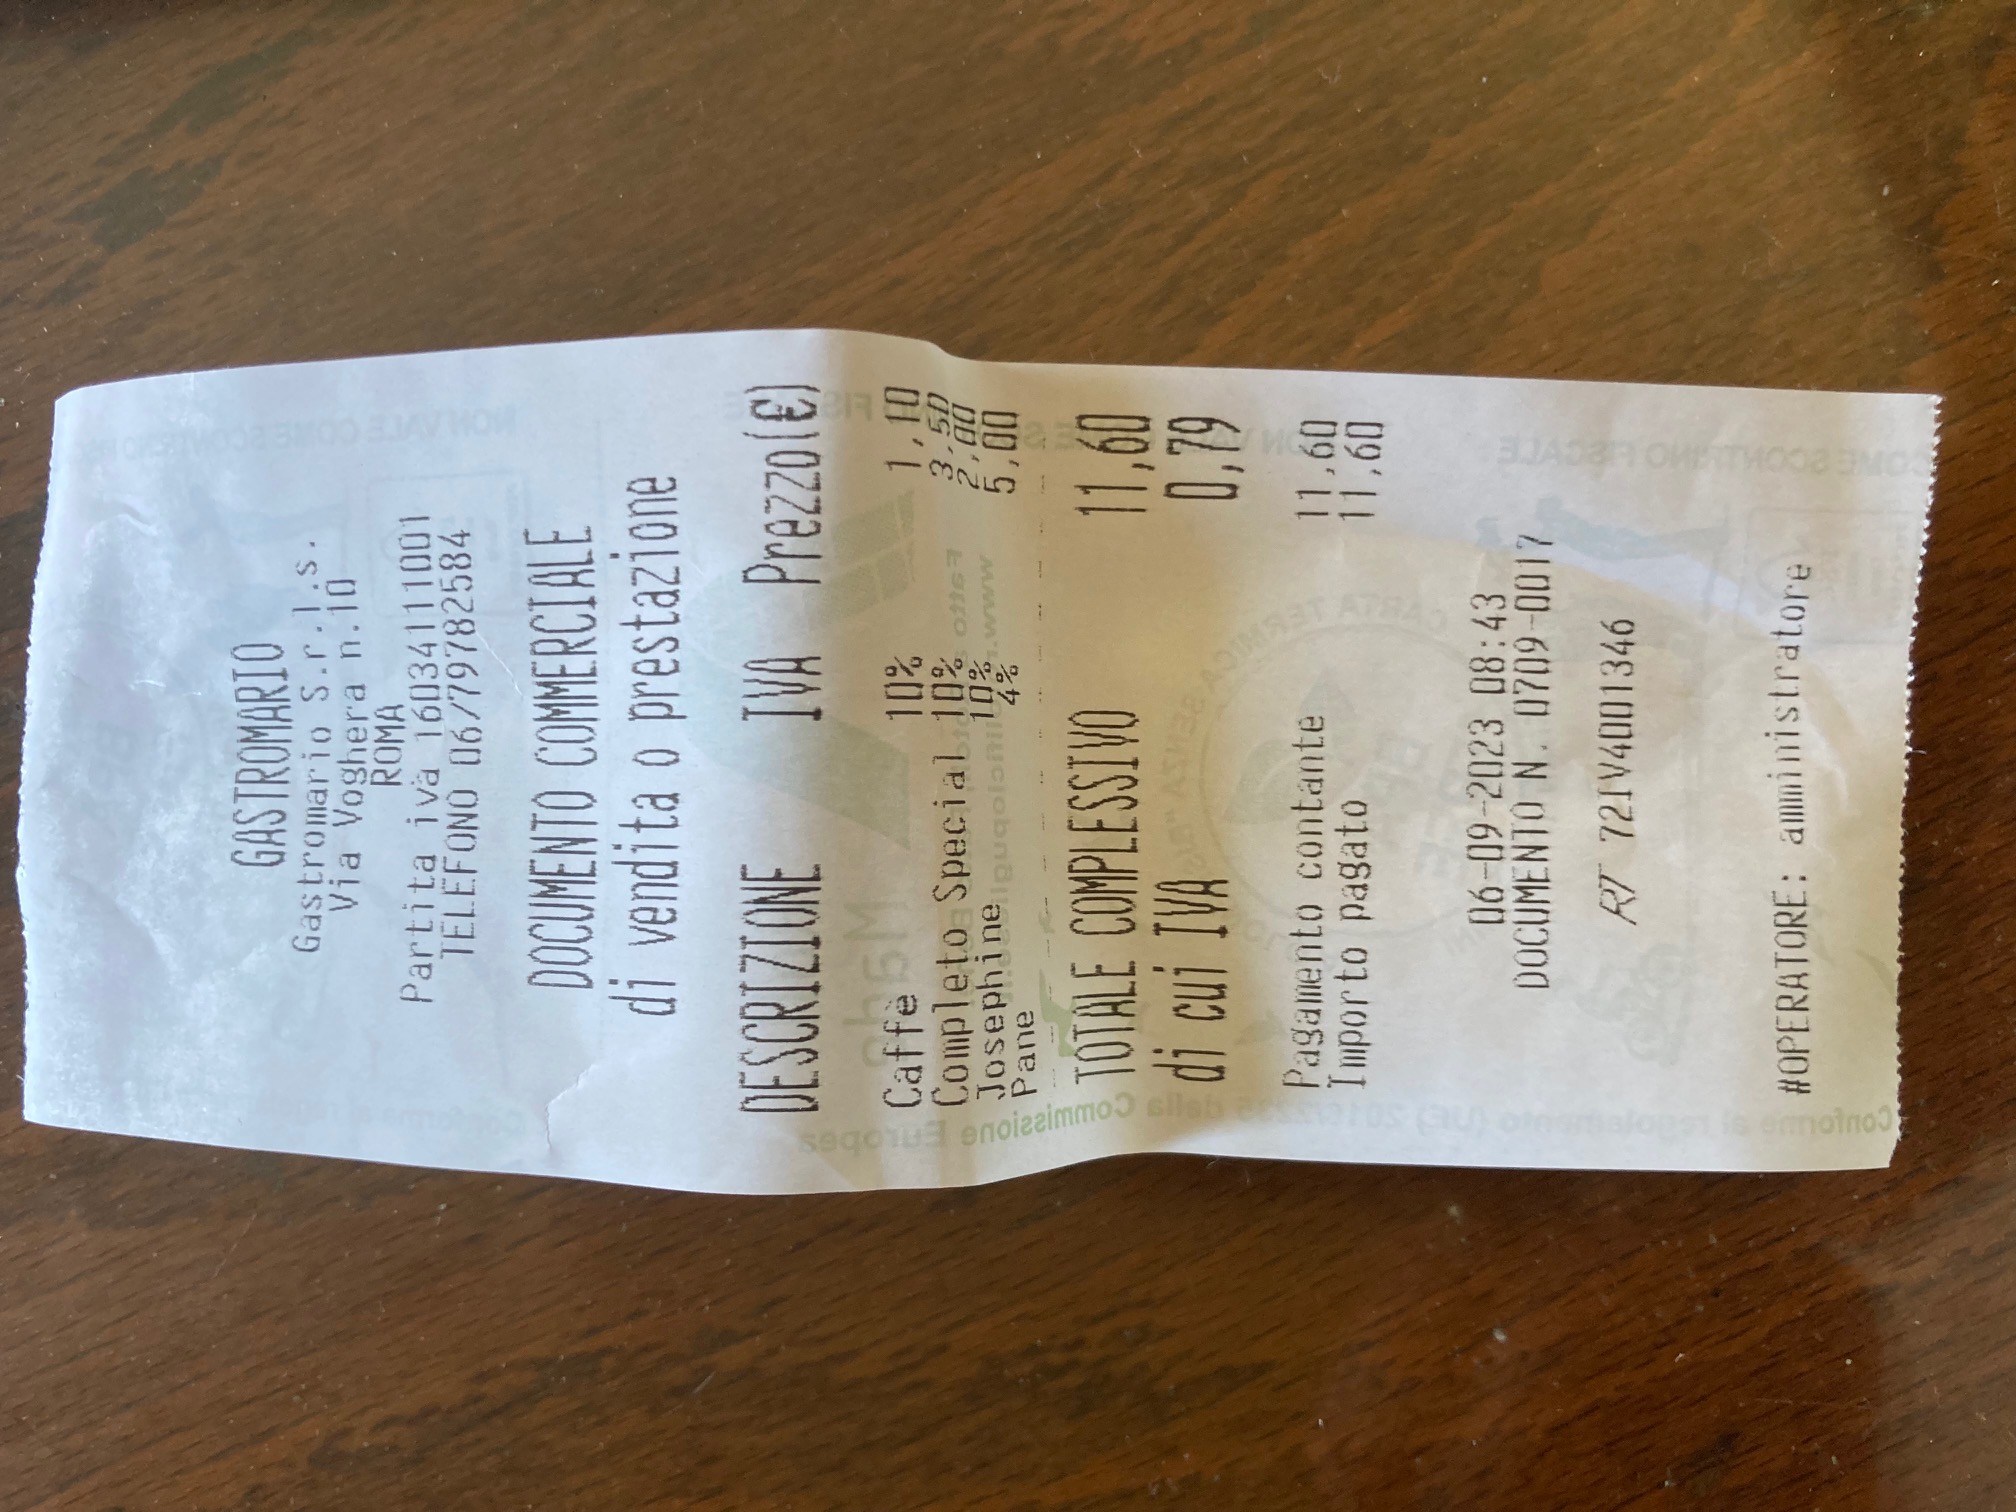 GASTROMARIO
Gastromario S.r.l.s.
Via Voghera n.10
ROMA
Partita iva 16034111001
TELEFONO 06/79782584
DOCUMENTO COMMERCIALE
di vendita o prestazione
DESCRIZIONE IVA Prezzo(€)
Caffè 10% 1,10
Completo Special 10% 3,50
Josephine 10% 2,00
Pane 4% 5,00
TOTALE COMPLESSIVO 11,60
di cui IVA 0,79
Pagamento contante 11,60
Importo pagato 11,60
06-09-2023 08:43
DOCUMENTO N. 0709-0017
RT 72IV4001346
#OPERATORE: amministratore